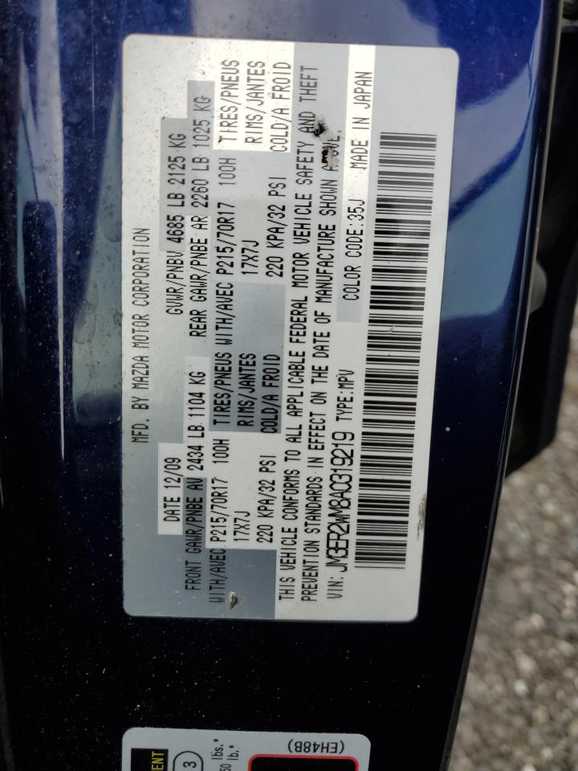 MFD. BY MAZDA MOTOR CORPORATION
DATE 12/09 GVWR/PNBV 4685 LB 2125 KG
FRONT GAWR/PNBE AV 2434 LB 1104 KG REAR GAWR/PNBE AR 2260 LB 1025 KG
WITH/AVEC P215/70R17 100H TIRES/PNEUS WITH/AVEC P215/70R17 100H TIRES/PNEUS
17X7J RIMS/JANTES 17X7J RIMS/JANTES
220 KPA/32 PSI COLD/A FROID 220 KPA/32 PSI COLD/A FROID
THIS VEHICLE CONFORMS TO ALL APPLICABLE FEDERAL MOTOR VEHICLE SAFETY AND THEFT
PREVENTION STANDARDS IN EFFECT ON THE DATE OF MANUFACTURE SHOWN
VIN: JM3ER2WM8A0319219 TYPE:MPV COLOR CODE:35J MADE IN JAPAN
3
lbs.*
lb.*
(EH48B)